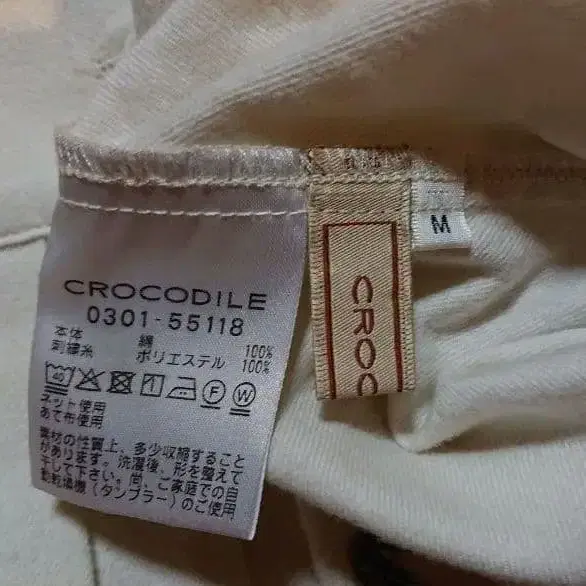 CROCODILE
0301-55118
本体 綿 100%
刺繍糸 ポリエステル 100%
40 F W
ネット使用
あて布使用
素材の性質上、多少収縮すること
があります。洗濯後、形を整えて
干して下さい。尚、ご家庭での自
動乾燥機(タンブラー)のご使用
CROC
M